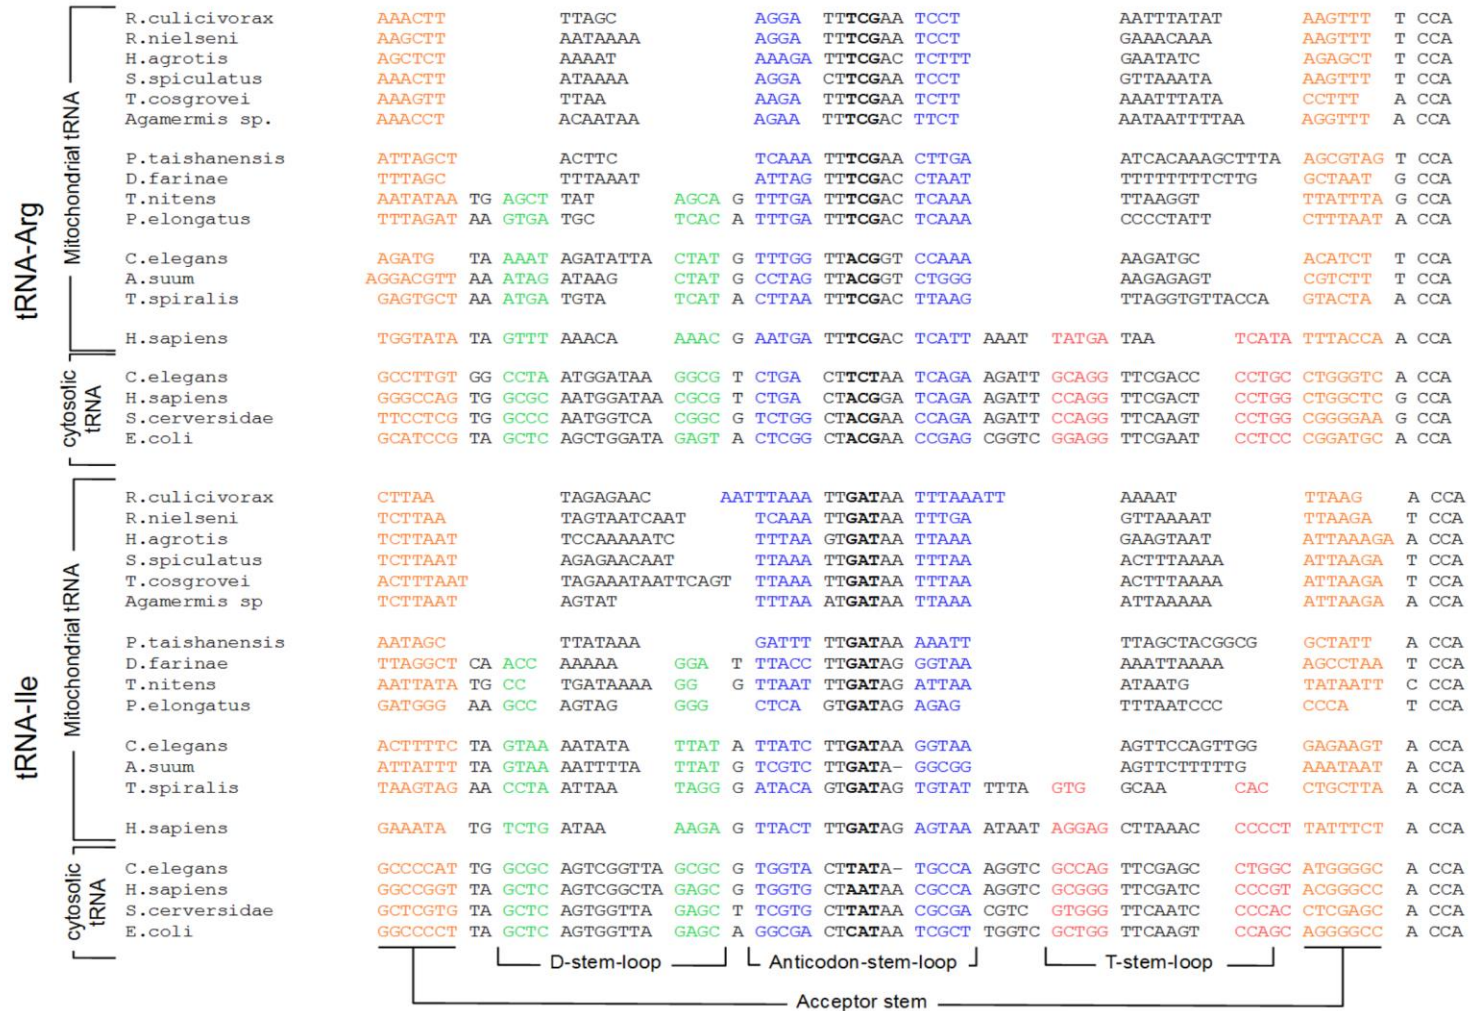 tRNA-Arg
Mitochondrial tRNA
R.culicivorax AAACTT TTAGC AGGA TTTCGAA TCCT AATTTATAT AAGTTT T CCA
R.nielseni AAGCTT AATAAAA AGGA TTTCGAA TCCT GAAACAAA AAGTTT T CCA
H.agrotis AGCTCT AAAAT AAAGA TTTCGAC TCTTT GAATATC AGAGCT T CCA
S.spiculatus AAACTT ATAAAA AGGA CTTCGAA TCCT GTTAAATA AAGTTT T CCA
T.cosgrovei AAAGTT TTAA AAGA TTTCGAA TCTT AAATTTATA CCTTT A CCA
Agamermis sp. AAACCT ACAATAA AGAA TTTCGAC TTCT AATAATTTTAA AGGTTT A CCA
P.taishanensis ATTAGCT ACTTC TCAAA TTTCGAA CTTGA ATCACAAAGCTTTA AGCGTAG T CCA
D.farinae TTTAGC TTTAAAT ATTAG TTTCGAA CTAAT TTTTTTTTCTTG GCTAAT G CCA
T.nitens AATATAA TG AGCTT TAT AGCA G TTTGA TTTCGAC TCAAA TTAAGGT TTATTTA G CCA
P.elongatus TTTAGAT AA GTGA TGC TCAC A TTTGA TTTCGAC TCAAA CCCCTATT CTTTAAT A CCA
C.elegans AGATG TA AAAT AGATATTA CTAT G TTTGG TTACGGT CCAAA AAGATGC ACATCT T CCA
A.suum AGGACGTT AA ATAG ATAAG CTAT G CCTAG TTACGGT CTGGG AAGAGAGT CGTCTT T CCA
T.spiralis GAGTGCT AA ATGA TGTA TCAT A CTTAA TTTCGAC TTAAG TTAGGTGTTACCA GTACTA A CCA
H.sapiens TGGTATA TA GTTT AAACA AAAC G AATGA TTTCGAC TCATT AAAT TATGA TAA TCATA TTTACCA A CCA
cytosolic tRNA
C.elegans GCCTTGT GG CCTA ATGGATAA GGCG T CTGA CTTCTAA TCAGA AGATT GCAGG TTCGACC CCTGC CTGGGTC A CCA
H.sapiens GGGCCAG TG GCGC AATGGATAA CGCG T CTGA CTACGGA TCAGA AGATT CCAGG TTCGACT CCTGG CTGGCTC G CCA
S.cerversidae TTCCTCG TG GCCC AATGGTCA CGGC G TCTGG CTACGAA CCAGA AGATT CCAGG TTCAAGT CCTGG CGGGGAA G CCA
E.coli GCATCCG TA GCTC AGCTGGATA GAGT A CTCGG CTACGAA CCGAG CGGTC GGAGG TTCGAAT CCTCC CGGATGC A CCA
tRNA-Ile
Mitochondrial tRNA
R.culicivorax CTTAA TAGAGAAC AATTTAAA TTGATAA TTTAAATT AAAAT TTAAG A CCA
R.nielseni TCTTAA TAGTAATCAAT TCAAA TTGATAA TTTGA GTTAAAAT TTAAGA T CCA
H.agrotis TCTTAAT TCCAAAAATC TTTAA GTGATAA TTAAA GAAGTAAT ATTAAAGA A CCA
S.spiculatus TCTTAAT AGAGAACAAT TTAAA TTGATAA TTTAA ACTTTAAAA ATTAAGA T CCA
T.cosgrovei ACTTTAAT TAGAAATAATTCAGT TTAAA TTGATAA TTTAA ACTTTAAAA ATTAAGA T CCA
Agamermis sp TCTTAAT AGTAT TTTAA ATGATAA TTAAA ATTAAAAA ATTAAGA A CCA
P.taishanensis AATAGC TTATAAA GATTT TTGATAA AAATT TTAGCTACGGCG GCTATT A CCA
D.farinae TTAGGCT CA ACC AAAAA GGA T TTACC TTGATAG GGTAA AAATTAAAA AGCCTAA T CCA
T.nitens AATTATA TG CC TGATAAAA GG G TTAAT TTGATAG ATTAA ATAATG TATAATT C CCA
P.elongatus GATGGG AA GCC AGTAG GGG CTCA GTGATAG AGAG TTTAATCCC CCCA T CCA
C.elegans ACTTTTC TA GTAA AATATA TTAT A TTATC TTGATAA GGTAA AGTTCCAGTTGG GAGAAGT A CCA
A.suum ATTATTT TA GTAA AATTTTA TTAT G TCGTC TTGATA- GGCGG AGTTCTTTTTG AAATAAT A CCA
T.spiralis TAAGTAG AA CCTA ATTAA TAGG G ATACA GTGATAG TGTAT TTTA GTG GCAA CAC CTGCTTA A CCA
H.sapiens GAAATA TG TCTG ATAA AAGA G TTACT TTGATAG AGTAA ATAAT AGGAG CTTAAAC CCCCT TATTTCT A CCA
cytosolic tRNA
C.elegans GCCCCAT TG GCGC AGTCGGTTA GCGC G TGGTA CTTATA- TGCCA AGGTC GCCAG TTCGAGC CTGGC ATGGGGC A CCA
H.sapiens GGCCGGT TA GCTC AGTCGGCTA GAGC G TGGTG CTAATAA CGCCA AGGTC GCGGG TTCGATC CCCGT ACGGGCC A CCA
S.cerversidae GCTCGTG TA GCTC AGTGGTTA GAGC T TCGTG CTTATAA CGCGA CGTC GTGGG TTCAATC CCCAC CTCGAGC A CCA
E.coli GGCCCCT TA GCTC AGTGGTTA GAGC A GGCGA CTCATAA TCGCT TGGTC GCTGG TTCAAGT CCAGC AGGGGCC A CCA
D-stem-loop Anticodon-stem-loop T-stem-loop
Acceptor stem